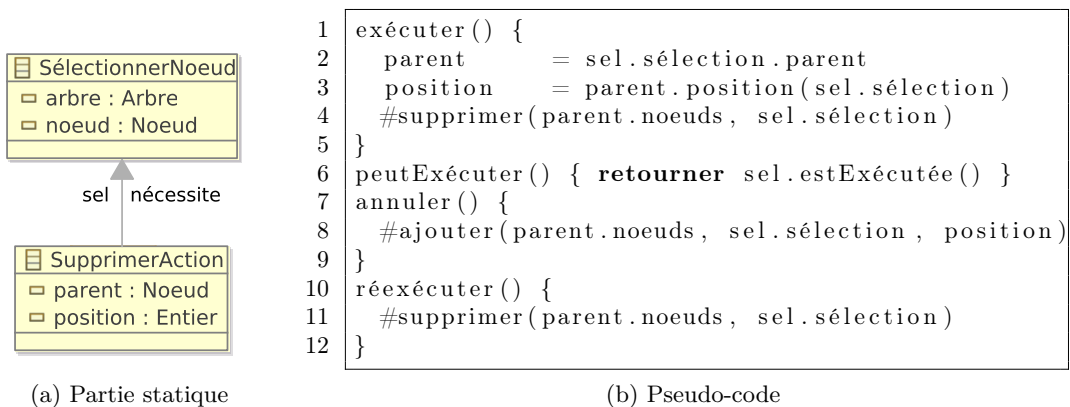 SélectionnerNoeud
arbre : Arbre
noeud : Noeud
sel nécessite
SupprimerAction
parent : Noeud
position : Entier
(a) Partie statique
1 exécuter() {
2 parent = sel.sélection.parent
3 position = parent.position(sel.sélection)
4 #supprimer(parent.noeuds, sel.sélection)
5 }
6 peutExécuter() { retourner sel.estExécutée() }
7 annuler() {
8 #ajouter(parent.noeuds, sel.sélection, position)
9 }
10 réexécuter() {
11 #supprimer(parent.noeuds, sel.sélection)
12 }
(b) Pseudo-code